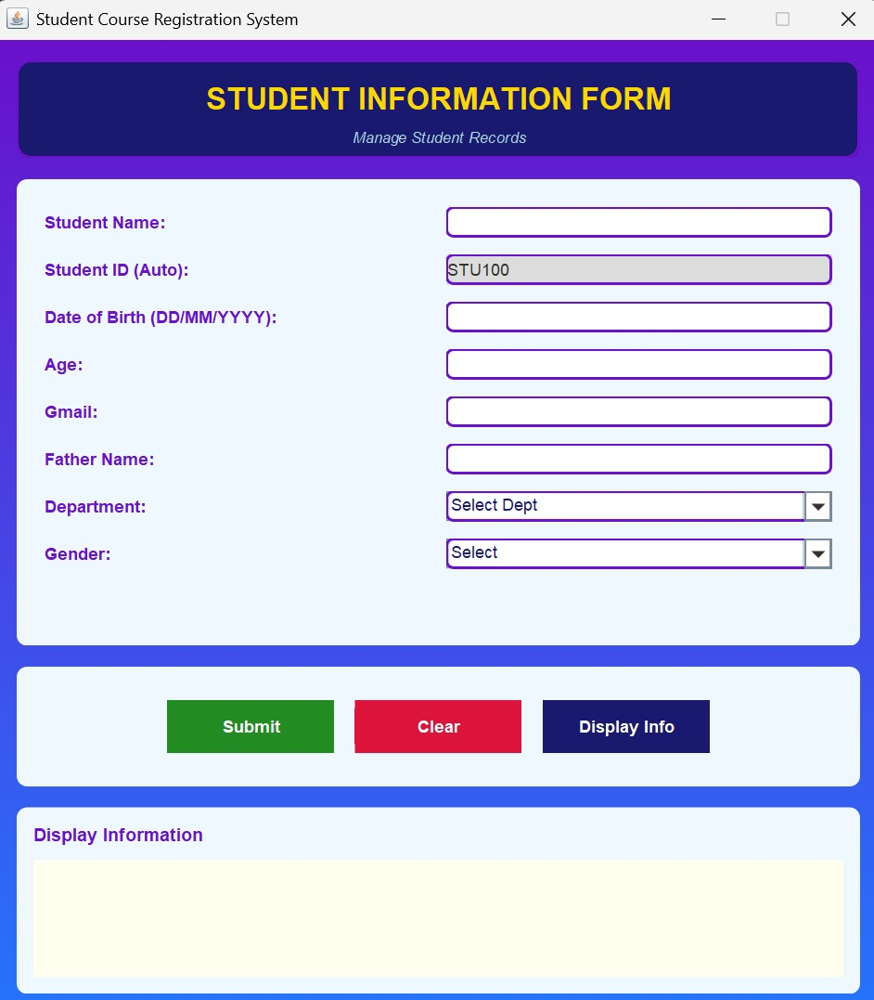 Student Course Registration System
STUDENT INFORMATION FORM
Manage Student Records
Student Name:
Student ID (Auto): STU100
Date of Birth (DD/MM/YYYY):
Age:
Gmail:
Father Name:
Department: Select Dept
Gender: Select
Submit Clear Display Info
Display Information